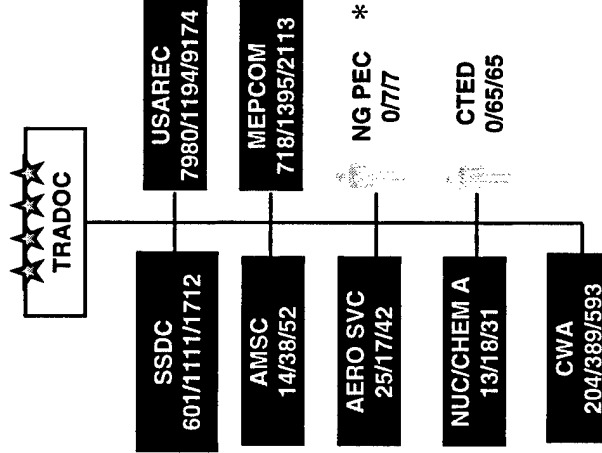 TRADOC
SSDC
601/1111/1712
USAREC
7980/1194/9174
AMSC
14/38/52
MEPCOM
718/1395/2113
AERO SVC
25/17/42
NG PEC *
0/7/7
NUC/CHEM A
13/18/31
CTED
0/65/65
CWA
204/389/593